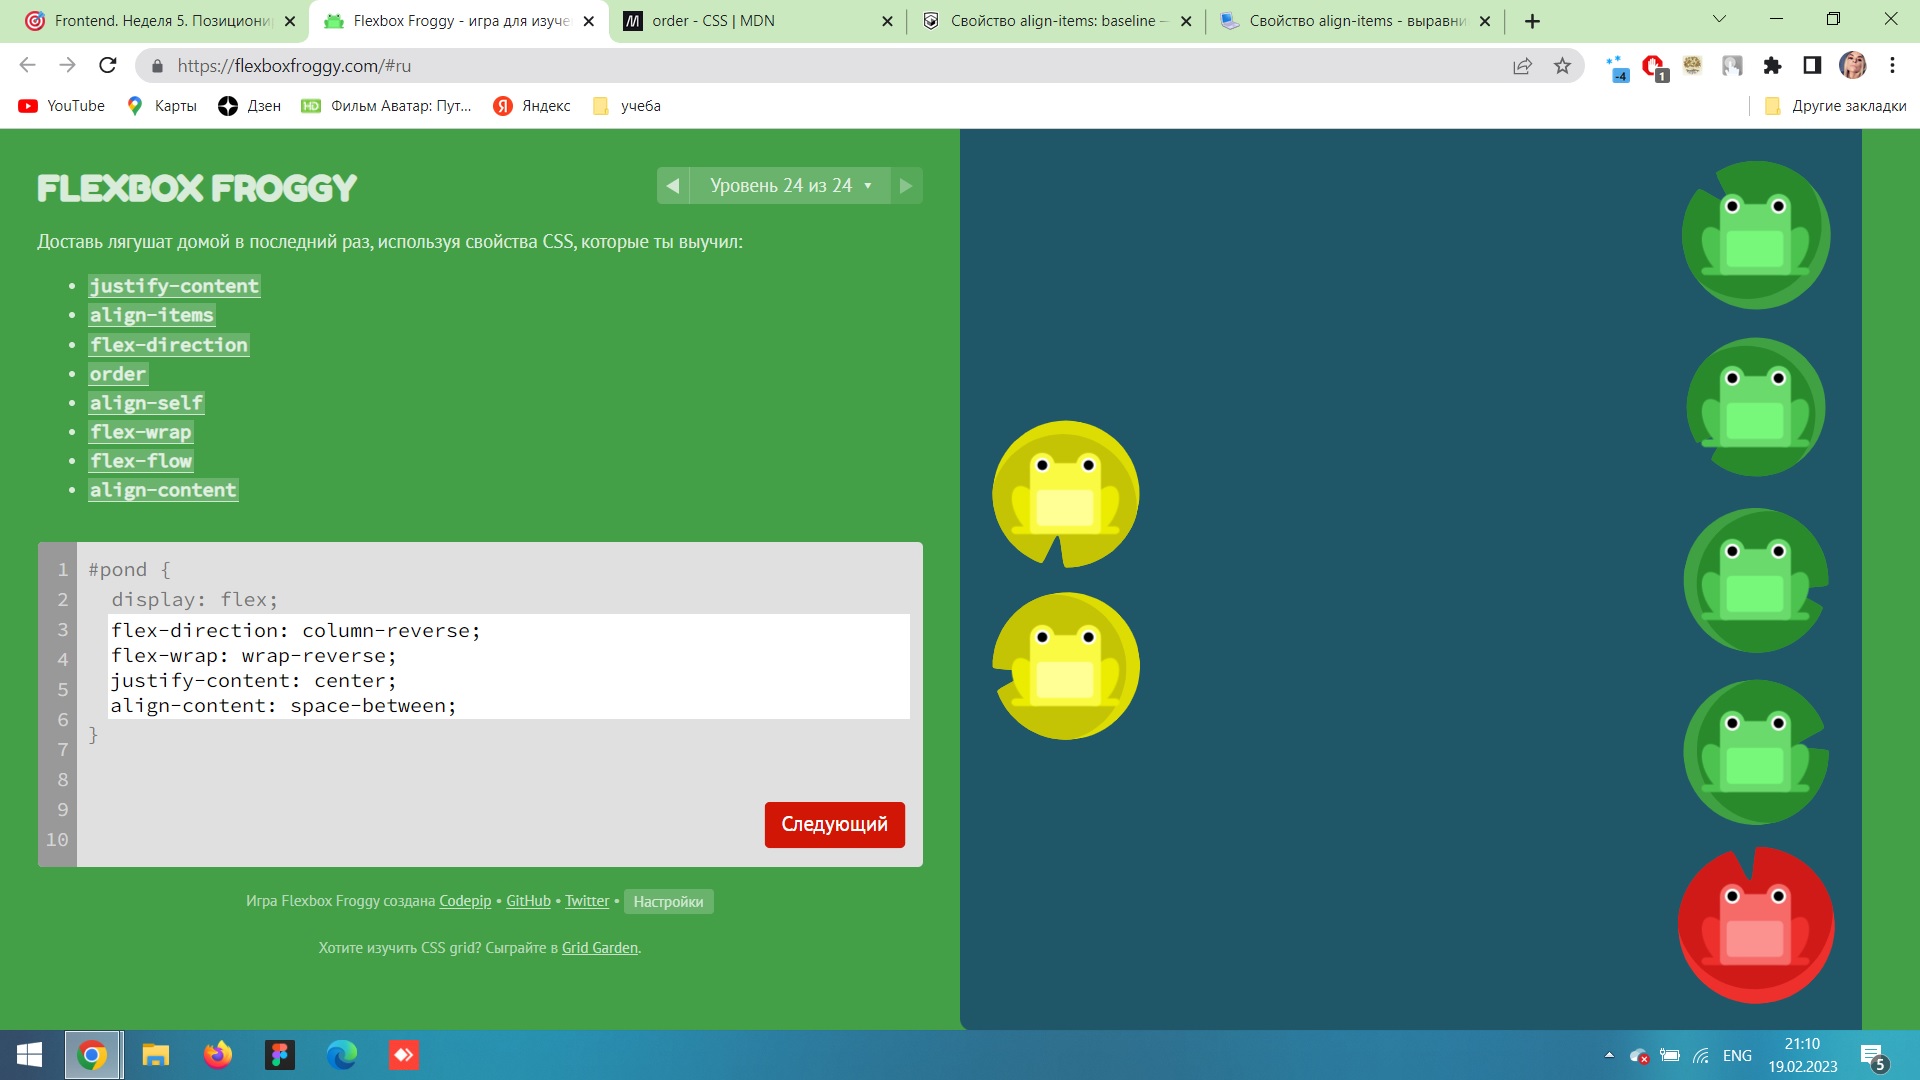 Frontend. Неделя 5. Позициони
Flexbox Froggy - игра для изуче
order - CSS | MDN
Свойство align-items: baseline —
Свойство align-items - выравни
https://flexboxfroggy.com/#ru
-4
1
YouTube
Карты
Дзен
HD
Фильм Аватар: Пут...
Яндекс
учеба
Другие закладки
FLEXBOX FROGGY
Уровень 24 из 24
Доставь лягушат домой в последний раз, используя свойства CSS, которые ты выучил:
justify-content
align-items
flex-direction
order
align-self
flex-wrap
flex-flow
align-content
1 #pond {
2 display: flex;
3 flex-direction: column-reverse;
4 flex-wrap: wrap-reverse;
5 justify-content: center;
6 align-content: space-between;
7 }
8
9
10
Следующий
Игра Flexbox Froggy создана Codepip • GitHub • Twitter • Настройки
Хотите изучить CSS grid? Сыграйте в Grid Garden.
ENG
21:10
19.02.2023
5